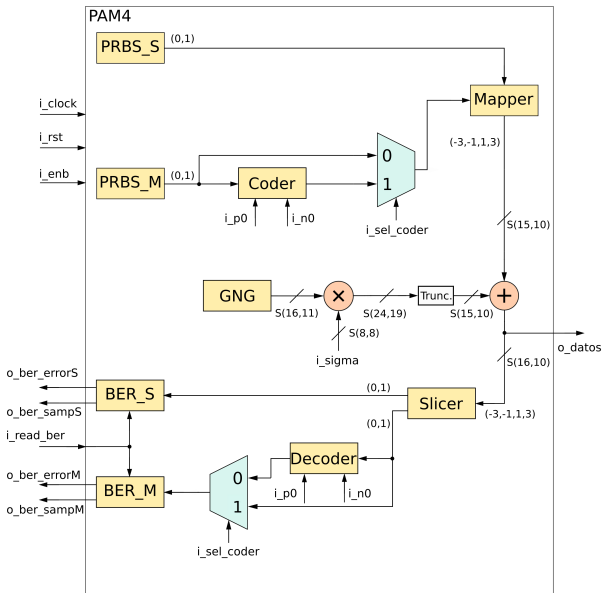 PAM4
PRBS_S
(0,1)
Mapper
i_clock
i_rst
(-3,-1,1,3)
0
i_enb
PRBS_M
(0,1)
Coder
1
i_p0
i_n0
i_sel_coder
S(15,10)
GNG
×
Trunc.
+
S(16,11)
S(24,19)
S(15,10)
S(8,8)
i_sigma
o_datos
S(16,10)
o_ber_errorS
BER_S
(0,1)
Slicer
o_ber_sampS
(-3,-1,1,3)
(0,1)
i_read_ber
Decoder
o_ber_errorM
BER_M
0
i_p0
i_n0
1
o_ber_sampM
i_sel_coder